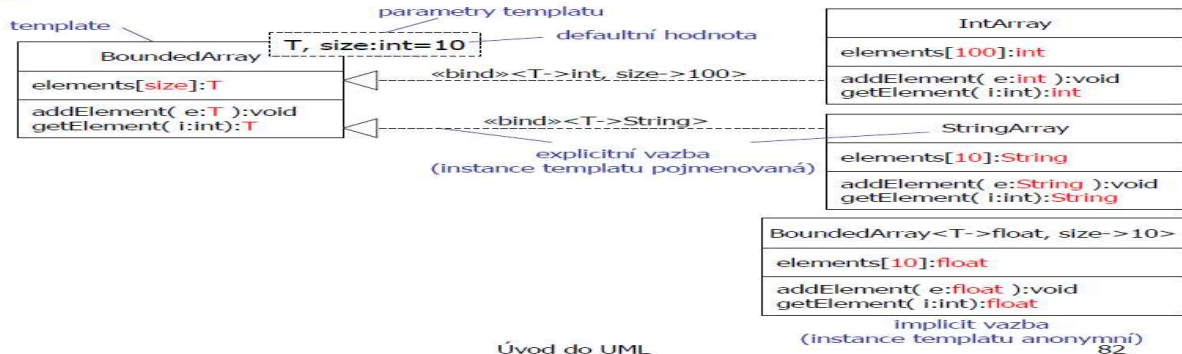 parametry templatu
template
T, size:int=10
defaultní hodnota
BoundedArray
elements[size]:T
addElement( e:T ):void
getElement( i:int):T
«bind»<T->int, size->100>
«bind»<T->String>
explicitní vazba
(instance templatu pojmenovaná)
IntArray
elements[100]:int
addElement( e:int ):void
getElement( i:int):int
StringArray
elements[10]:String
addElement( e:String ):void
getElement( i:int):String
BoundedArray<T->float, size->10>
elements[10]:float
addElement( e:float ):void
getElement( i:int):float
implicit vazba
(instance templatu anonymní)
Úvod do UML
82